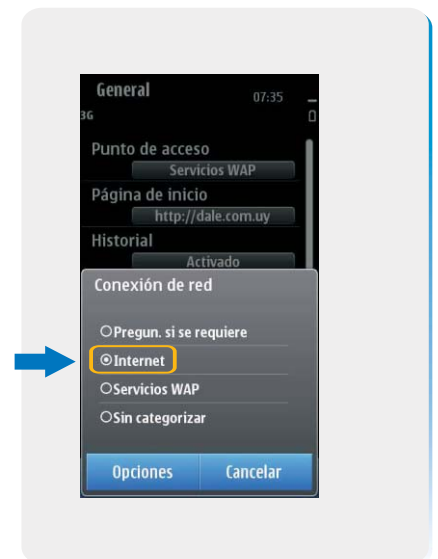 General
07:35
3G
Punto de acceso
Servicios WAP
Página de inicio
http://dale.com.uy
Historial
Activado
Conexión de red
Pregun. si se requiere
Internet
Servicios WAP
Sin categorizar
Opciones Cancelar